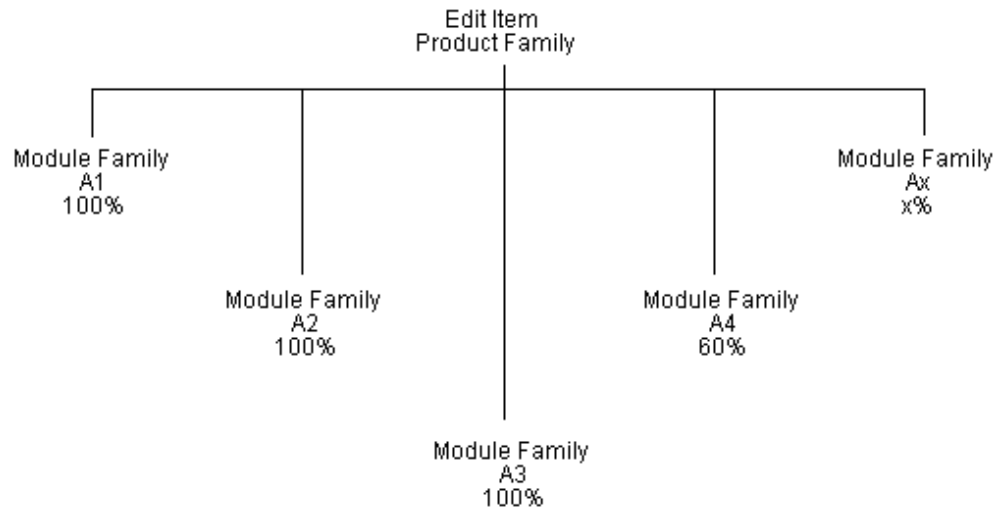 Edit Item
Product Family
Module Family
A1
100%
Module Family
A2
100%
Module Family
A3
100%
Module Family
A4
60%
Module Family
Ax
x%